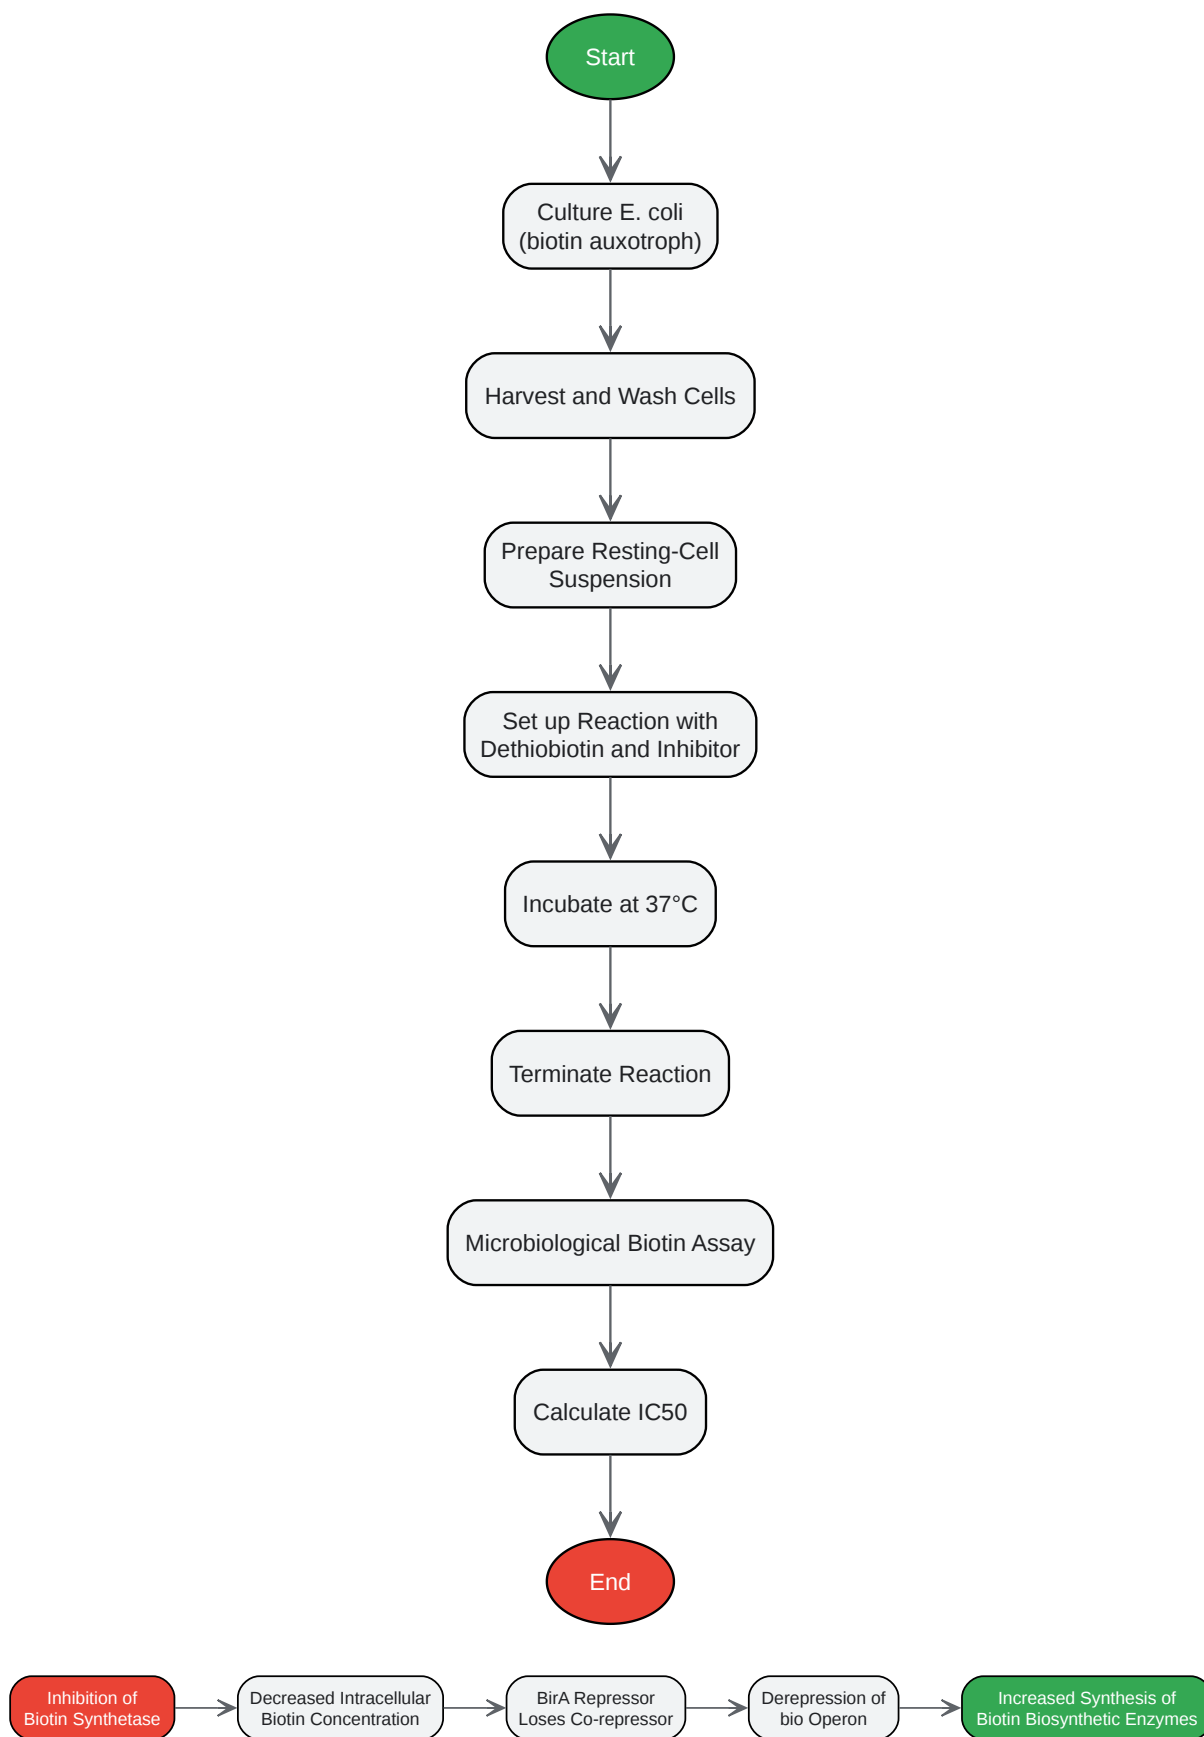 Start
Culture E. coli
(biotin auxotroph)
Harvest and Wash Cells
Prepare Resting-Cell
Suspension
Set up Reaction with
Dethiobiotin and Inhibitor
Incubate at 37°C
Terminate Reaction
Microbiological Biotin Assay
Calculate IC50
End
Inhibition of
Biotin Synthetase
Decreased Intracellular
Biotin Concentration
BirA Repressor
Loses Co-repressor
Derepression of
bio Operon
Increased Synthesis of
Biotin Biosynthetic Enzymes